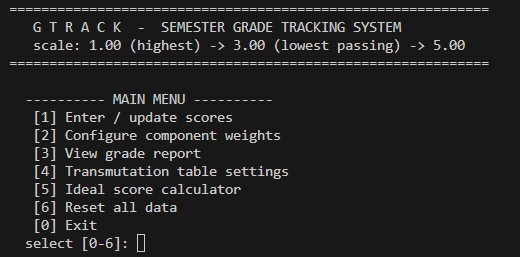 ============================================================
G T R A C K  -  SEMESTER GRADE TRACKING SYSTEM
scale: 1.00 (highest) -> 3.00 (lowest passing) -> 5.00
============================================================
---------- MAIN MENU ----------
[1] Enter / update scores
[2] Configure component weights
[3] View grade report
[4] Transmutation table settings
[5] Ideal score calculator
[6] Reset all data
[0] Exit
select [0-6]: